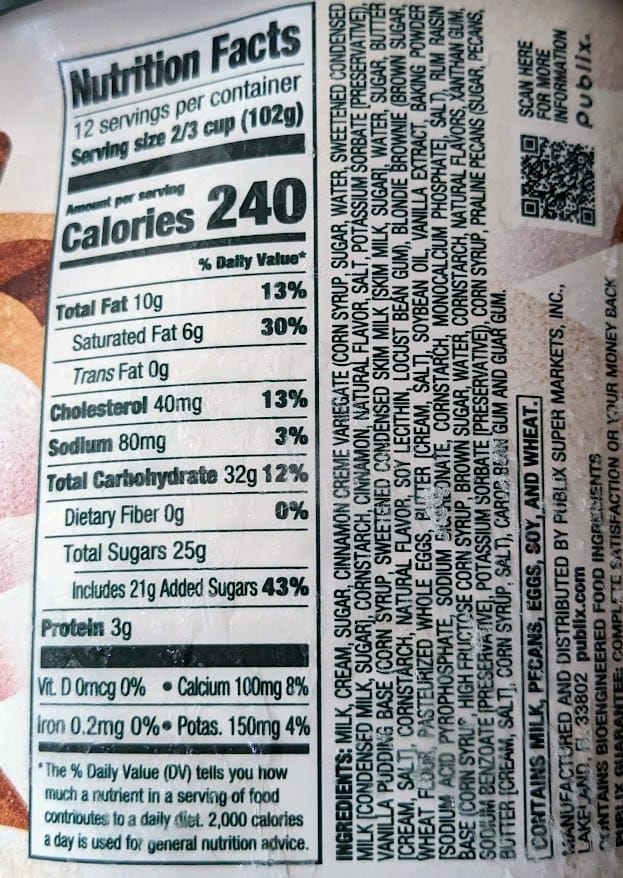 Nutrition Facts
12 servings per container
Serving size 2/3 cup (102g)
Amount per serving
Calories 240
% Daily Value*
Total Fat 10g 13%
Saturated Fat 6g 30%
Trans Fat 0g
Cholesterol 40mg 13%
Sodium 80mg 3%
Total Carbohydrate 32g 12%
Dietary Fiber 0g 0%
Total Sugars 25g
Includes 21g Added Sugars 43%
Protein 3g
Vit. D 0mcg 0% • Calcium 100mg 8%
Iron 0.2mg 0% • Potas. 150mg 4%
*The % Daily Value (DV) tells you how
much a nutrient in a serving of food
contributes to a daily diet. 2,000 calories
a day is used for general nutrition advice.
INGREDIENTS: MILK, CREAM, SUGAR, CINNAMON CREME VARIEGATE (CORN SYRUP, SUGAR, WATER, SWEETENED CONDENSED
MILK [CONDENSED MILK, SUGAR], CORNSTARCH, CINNAMON, NATURAL FLAVOR, SALT, POTASSIUM SORBATE [PRESERVATIVE]),
VANILLA PUDDING BASE (CORN SYRUP, SWEETENED CONDENSED SKIM MILK [SKIM MILK, SUGAR], WATER, SUGAR, BUTTER
[CREAM, SALT], CORNSTARCH, NATURAL FLAVOR, SOY LECITHIN, LOCUST BEAN GUM), BLONDIE BROWNIE (BROWN SUGAR,
WHEAT FLOUR, PASTEURIZED WHOLE EGGS, BUTTER [CREAM, SALT], SOYBEAN OIL, VANILLA EXTRACT, BAKING POWDER
[SODIUM ACID PYROPHOSPHATE, SODIUM BICARBONATE, CORNSTARCH, MONOCALCIUM PHOSPHATE], SALT), RUM RAISIN
BASE (CORN SYRUP, HIGH FRUCTOSE CORN SYRUP, BROWN SUGAR, WATER, CORNSTARCH, NATURAL FLAVORS, XANTHAN GUM,
SODIUM BENZOATE [PRESERVATIVE], POTASSIUM SORBATE [PRESERVATIVE]), CORN SYRUP, PRALINE PECANS (SUGAR, PECANS,
BUTTER [CREAM, SALT], CORN SYRUP, SALT), CAROB BEAN GUM AND GUAR GUM.
CONTAINS MILK, PECANS, EGGS, SOY, AND WHEAT.
MANUFACTURED AND DISTRIBUTED BY PUBLIX SUPER MARKETS, INC.,
LAKELAND, FL 33802 publix.com
CONTAINS BIOENGINEERED FOOD INGREDIENTS
PUBLIX GUARANTEE: COMPLETE SATISFACTION OR YOUR MONEY BACK
SCAN HERE
FOR MORE
INFORMATION
Publix.